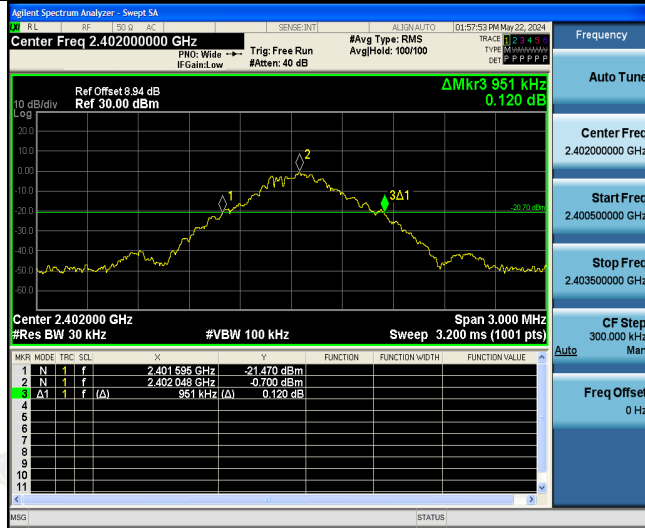 Agilent Spectrum Analyzer - Swept SA
LXI RL RF 50 Ω AC SENSE:INT ALIGN AUTO 01:57:53 PM May 22, 2024
Center Freq 2.402000000 GHz
PNO: Wide
IFGain:Low
Trig: Free Run
#Atten: 40 dB
#Avg Type: RMS
Avg|Hold: 100/100
TRACE 1 2 3 4 5 6
TYPE M W W W W W
DET P P P P P P
Ref Offset 8.94 dB
Ref 30.00 dBm
10 dB/div
Log
ΔMkr3 951 kHz
0.120 dB
20.0
10.0
0.00
-10.0
-20.0
-30.0
-40.0
-50.0
-60.0
1
2
3Δ1
-20.70 dBm
Center 2.402000 GHz Span 3.000 MHz
#Res BW 30 kHz #VBW 100 kHz Sweep 3.200 ms (1001 pts)
MKR MODE TRC SCL X Y FUNCTION FUNCTION WIDTH FUNCTION VALUE
1 N 1 f 2.401 595 GHz -21.470 dBm
2 N 1 f 2.402 048 GHz -0.700 dBm
3 Δ1 1 f (Δ) 951 kHz (Δ) 0.120 dB
4
5
6
7
8
9
10
11
MSG STATUS
Frequency
Auto Tune
Center Freq
2.402000000 GHz
Start Freq
2.400500000 GHz
Stop Freq
2.403500000 GHz
CF Step
300.000 kHz
Auto Man
Freq Offset
0 Hz